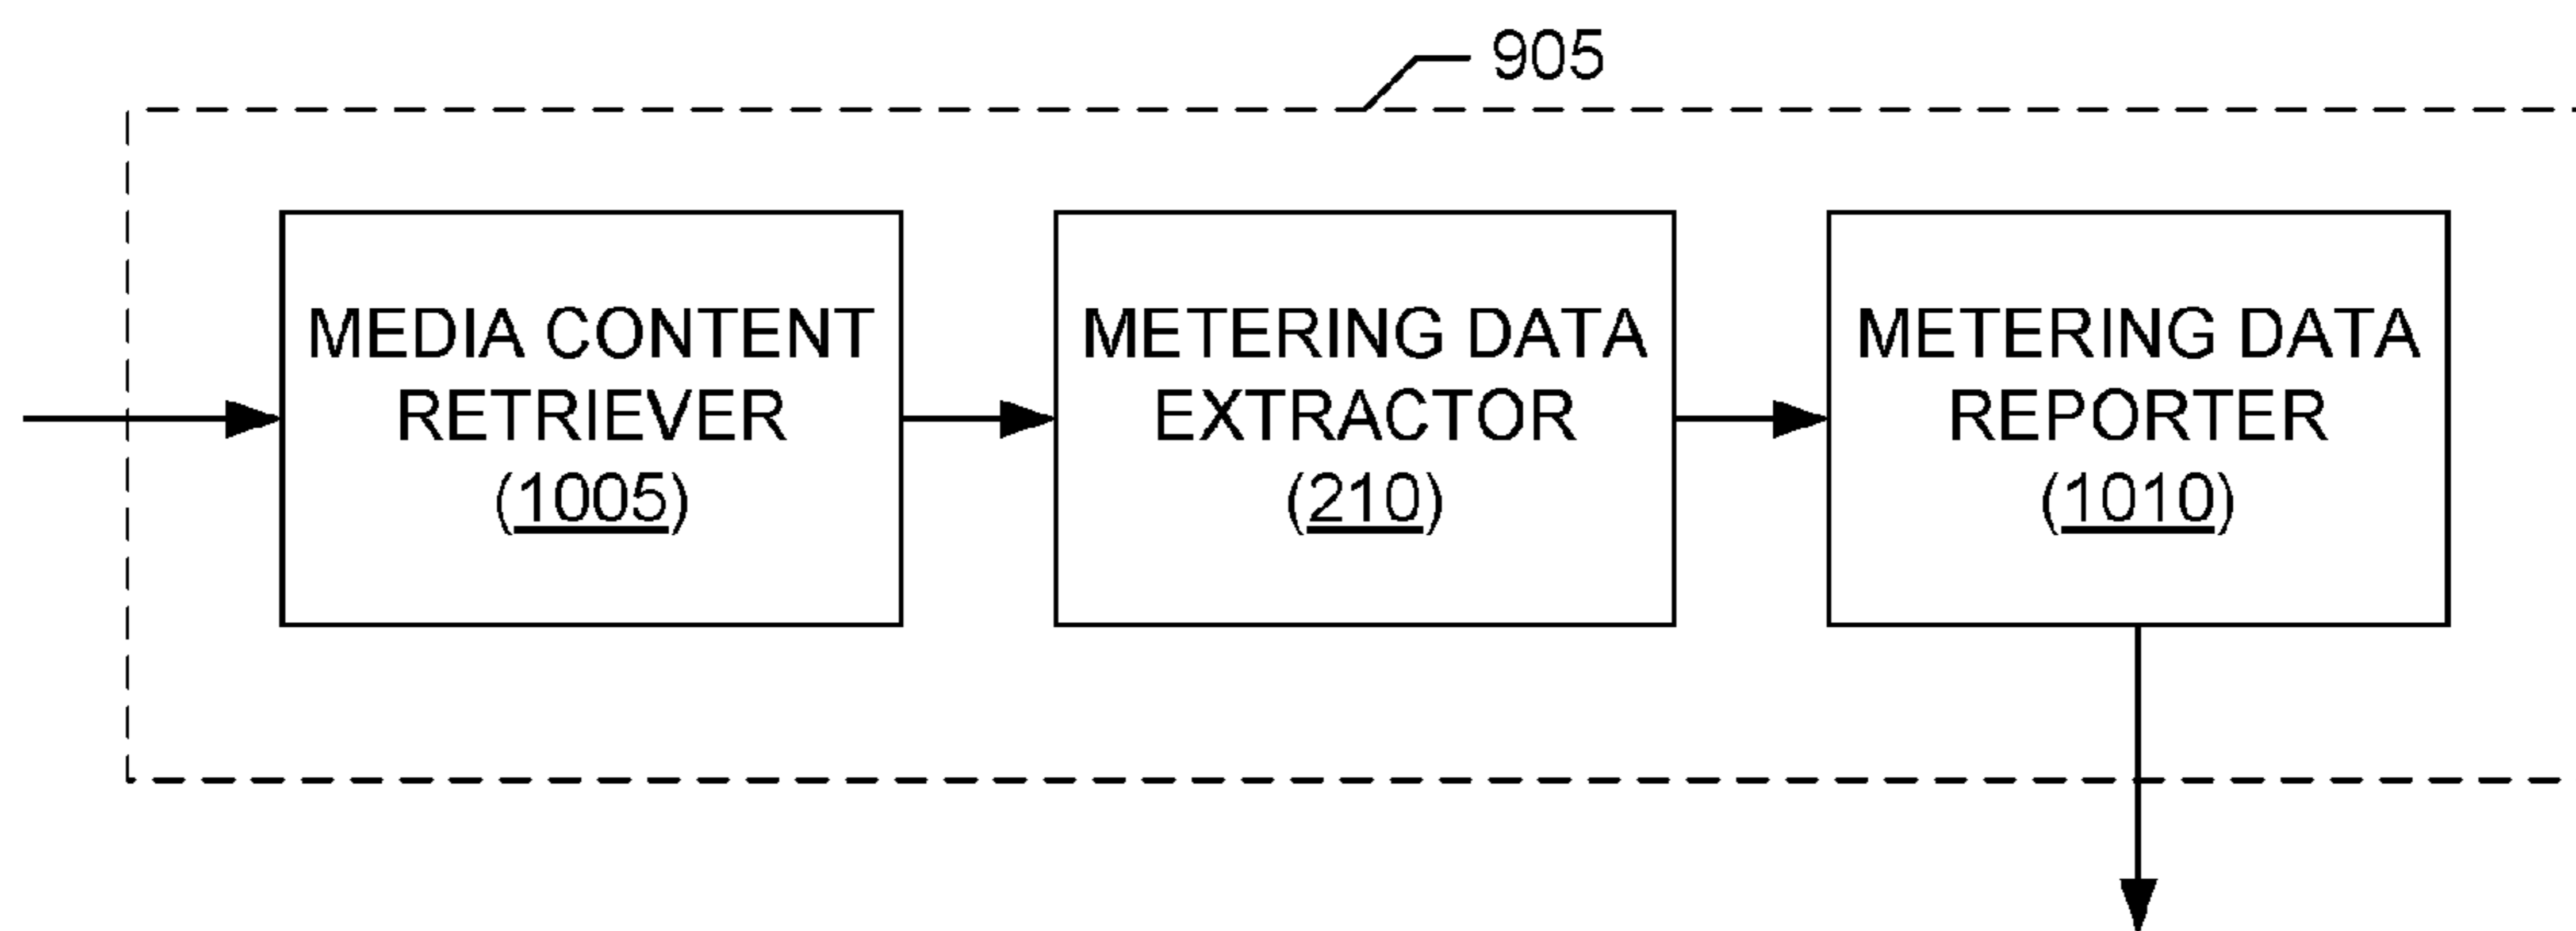 905
MEDIA CONTENT
RETRIEVER
(1005)
METERING DATA
EXTRACTOR
(210)
METERING DATA
REPORTER
(1010)